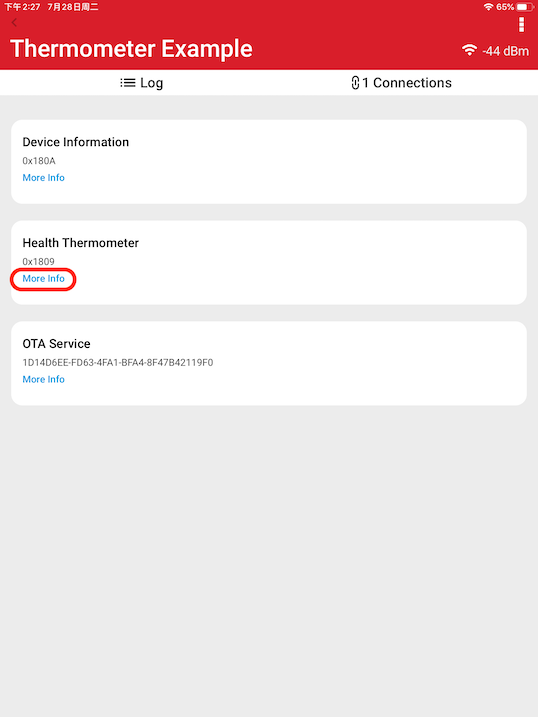 下午2:27 7月28日周二 65%
Thermometer Example -44 dBm
Log 1 Connections
Device Information
0x180A
More Info
Health Thermometer
0x1809
More Info
OTA Service
1D14D6EE-FD63-4FA1-BFA4-8F47B42119F0
More Info